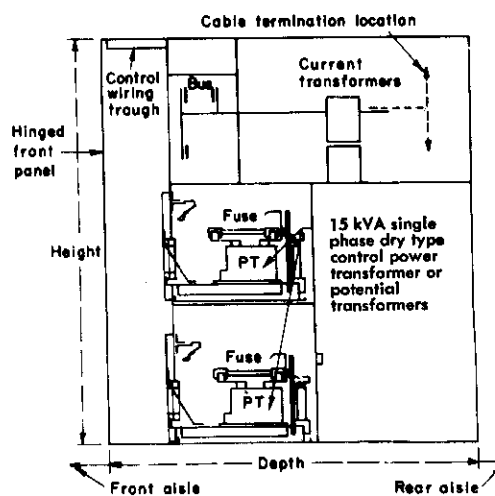 Cable termination location
Control
wiring
trough
Bus
Current
transformers
Hinged
front
panel
Height
Fuse
PT
15 kVA single
phase dry type
control power
transformer or
potential
transformers
Fuse
PT
Depth
Front aisle
Rear aisle